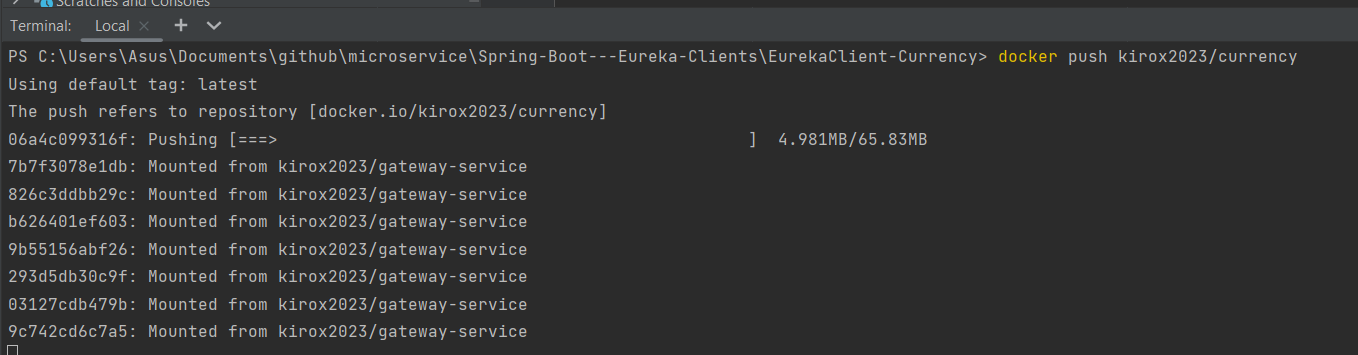 Scratches and Consoles
Terminal: Local
PS C:\Users\Asus\Documents\github\microservice\Spring-Boot---Eureka-Clients\EurekaClient-Currency> docker push kirox2023/currency
Using default tag: latest
The push refers to repository [docker.io/kirox2023/currency]
06a4c099316f: Pushing [===>                                               ]  4.981MB/65.83MB
7b7f3078e1db: Mounted from kirox2023/gateway-service
826c3ddbb29c: Mounted from kirox2023/gateway-service
b626401ef603: Mounted from kirox2023/gateway-service
9b55156abf26: Mounted from kirox2023/gateway-service
293d5db30c9f: Mounted from kirox2023/gateway-service
03127cdb479b: Mounted from kirox2023/gateway-service
9c742cd6c7a5: Mounted from kirox2023/gateway-service